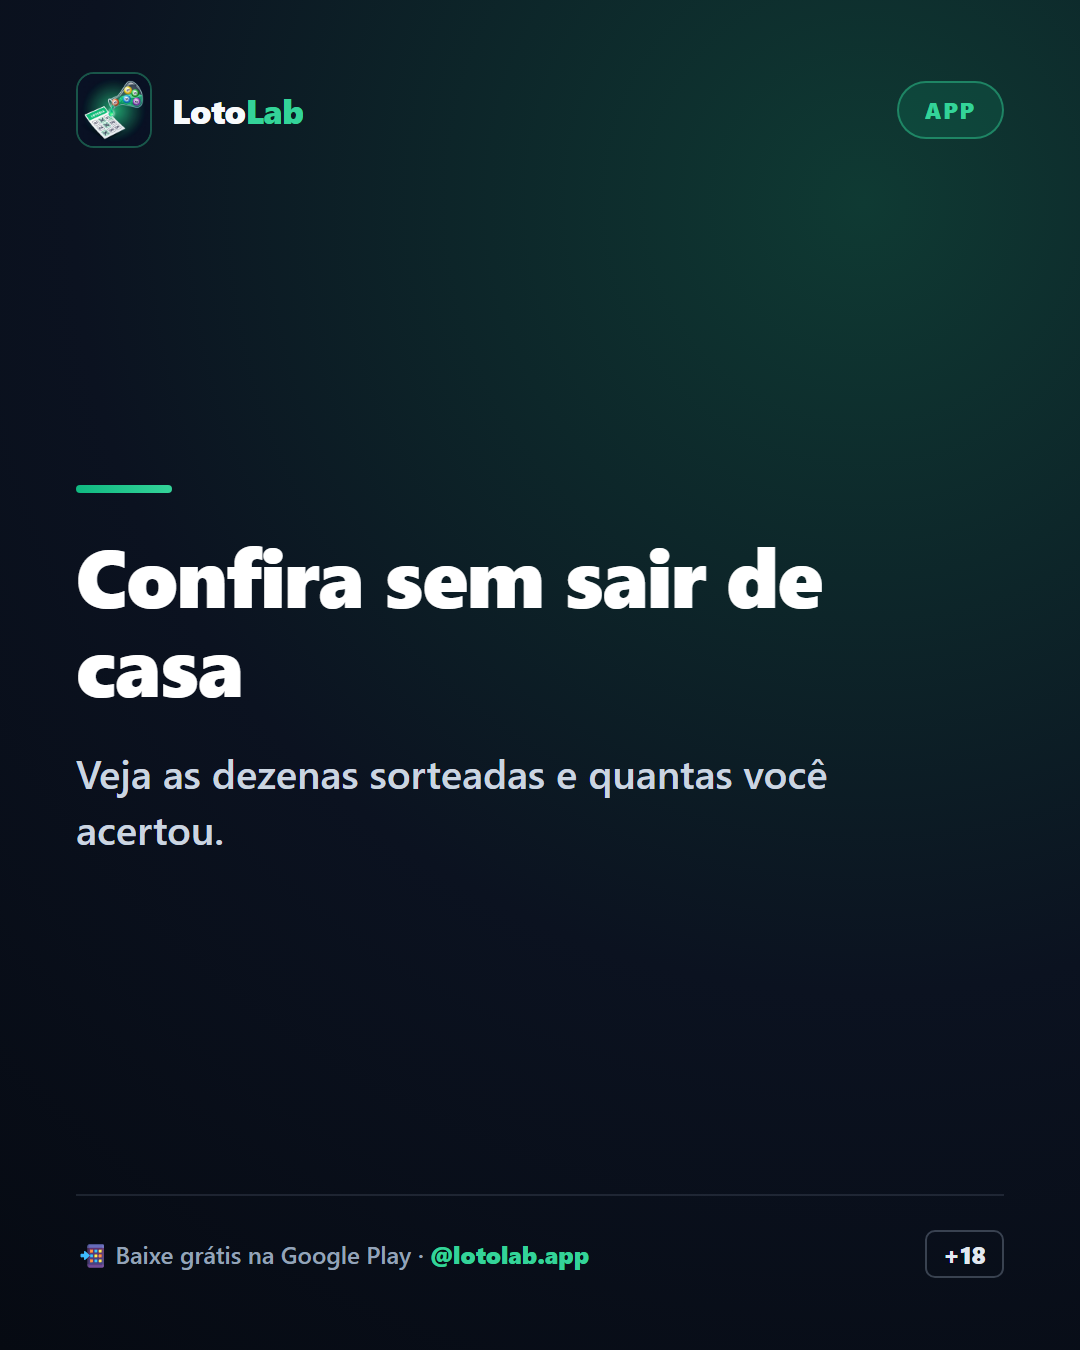 LotoLab
APP
Confira sem sair de
casa
Veja as dezenas sorteadas e quantas você
acertou.
Baixe grátis na Google Play · @lotolab.app
+18